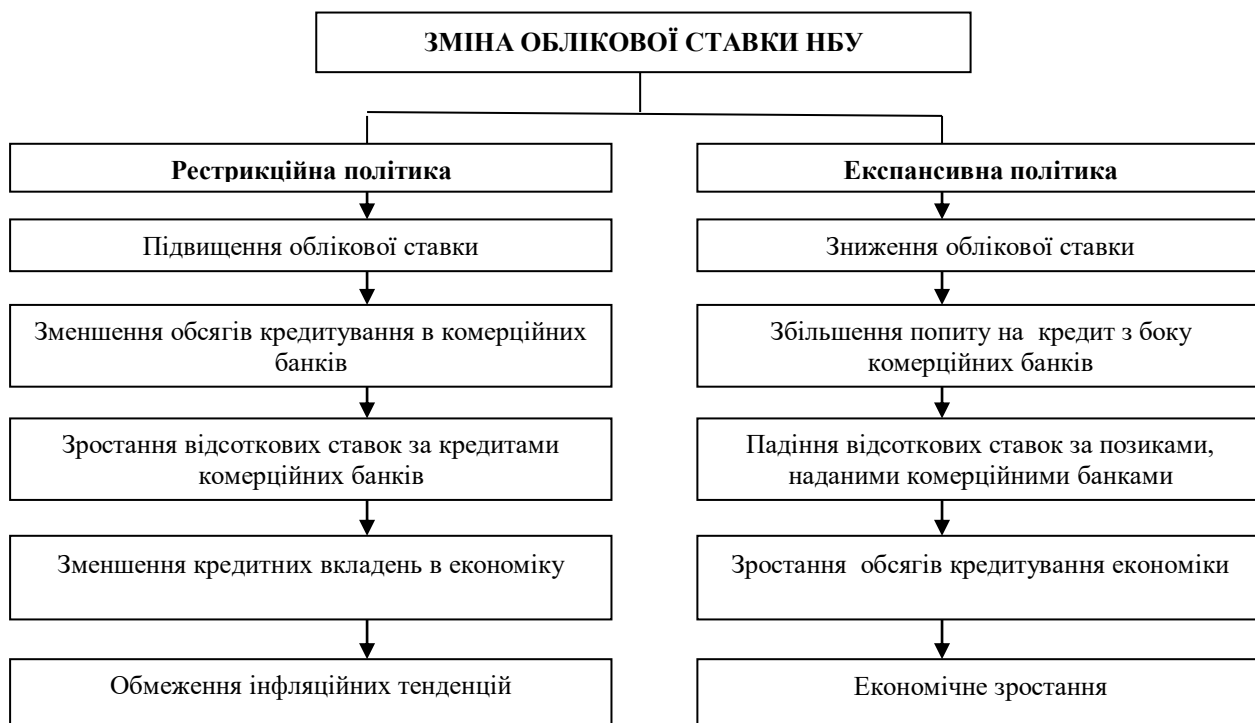 ЗМІНА ОБЛІКОВОЇ СТАВКИ НБУ
Рестрикційна політика
Підвищення облікової ставки
Зменшення обсягів кредитування в комерційних
банків
Зростання відсоткових ставок за кредитами
комерційних банків
Зменшення кредитних вкладень в економіку
Обмеження інфляційних тенденцій
Експансивна політика
Зниження облікової ставки
Збільшення попиту на кредит з боку
комерційних банків
Падіння відсоткових ставок за позиками,
наданими комерційними банками
Зростання обсягів кредитування економіки
Економічне зростання